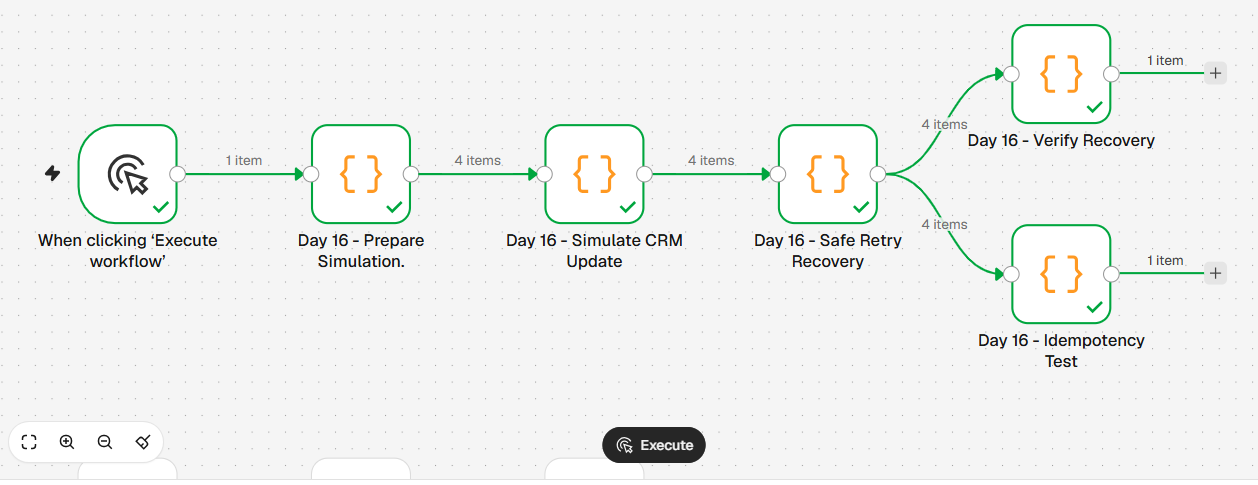 1 item
4 items
4 items
4 items
4 items
1 item
1 item
When clicking ‘Execute
workflow’
Day 16 - Prepare
Simulation.
Day 16 - Simulate CRM
Update
Day 16 - Safe Retry
Recovery
Day 16 - Verify Recovery
Day 16 - Idempotency
Test
Execute